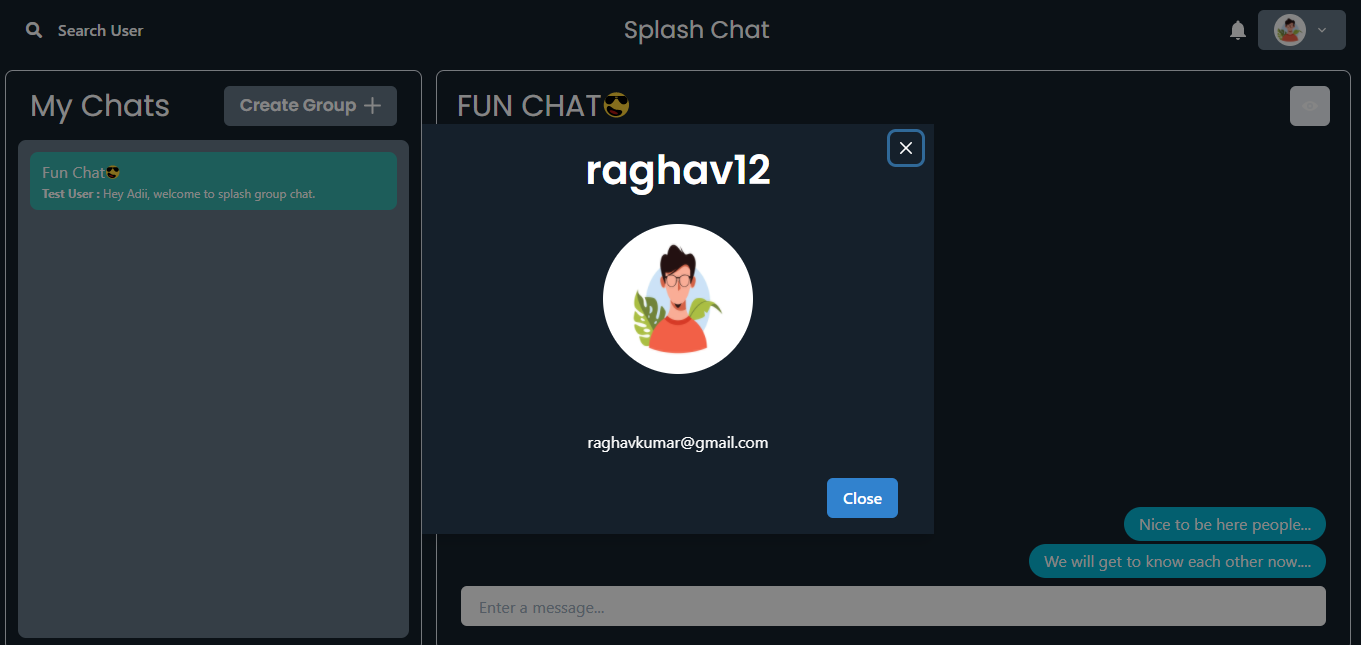 Search User
Splash Chat
My Chats
Create Group
FUN CHAT😎
Fun Chat😎
Test User : Hey Adii, welcome to splash group chat.
raghav12
raghavkumar@gmail.com
Close
Nice to be here people...
We will get to know each other now....
Enter a message...